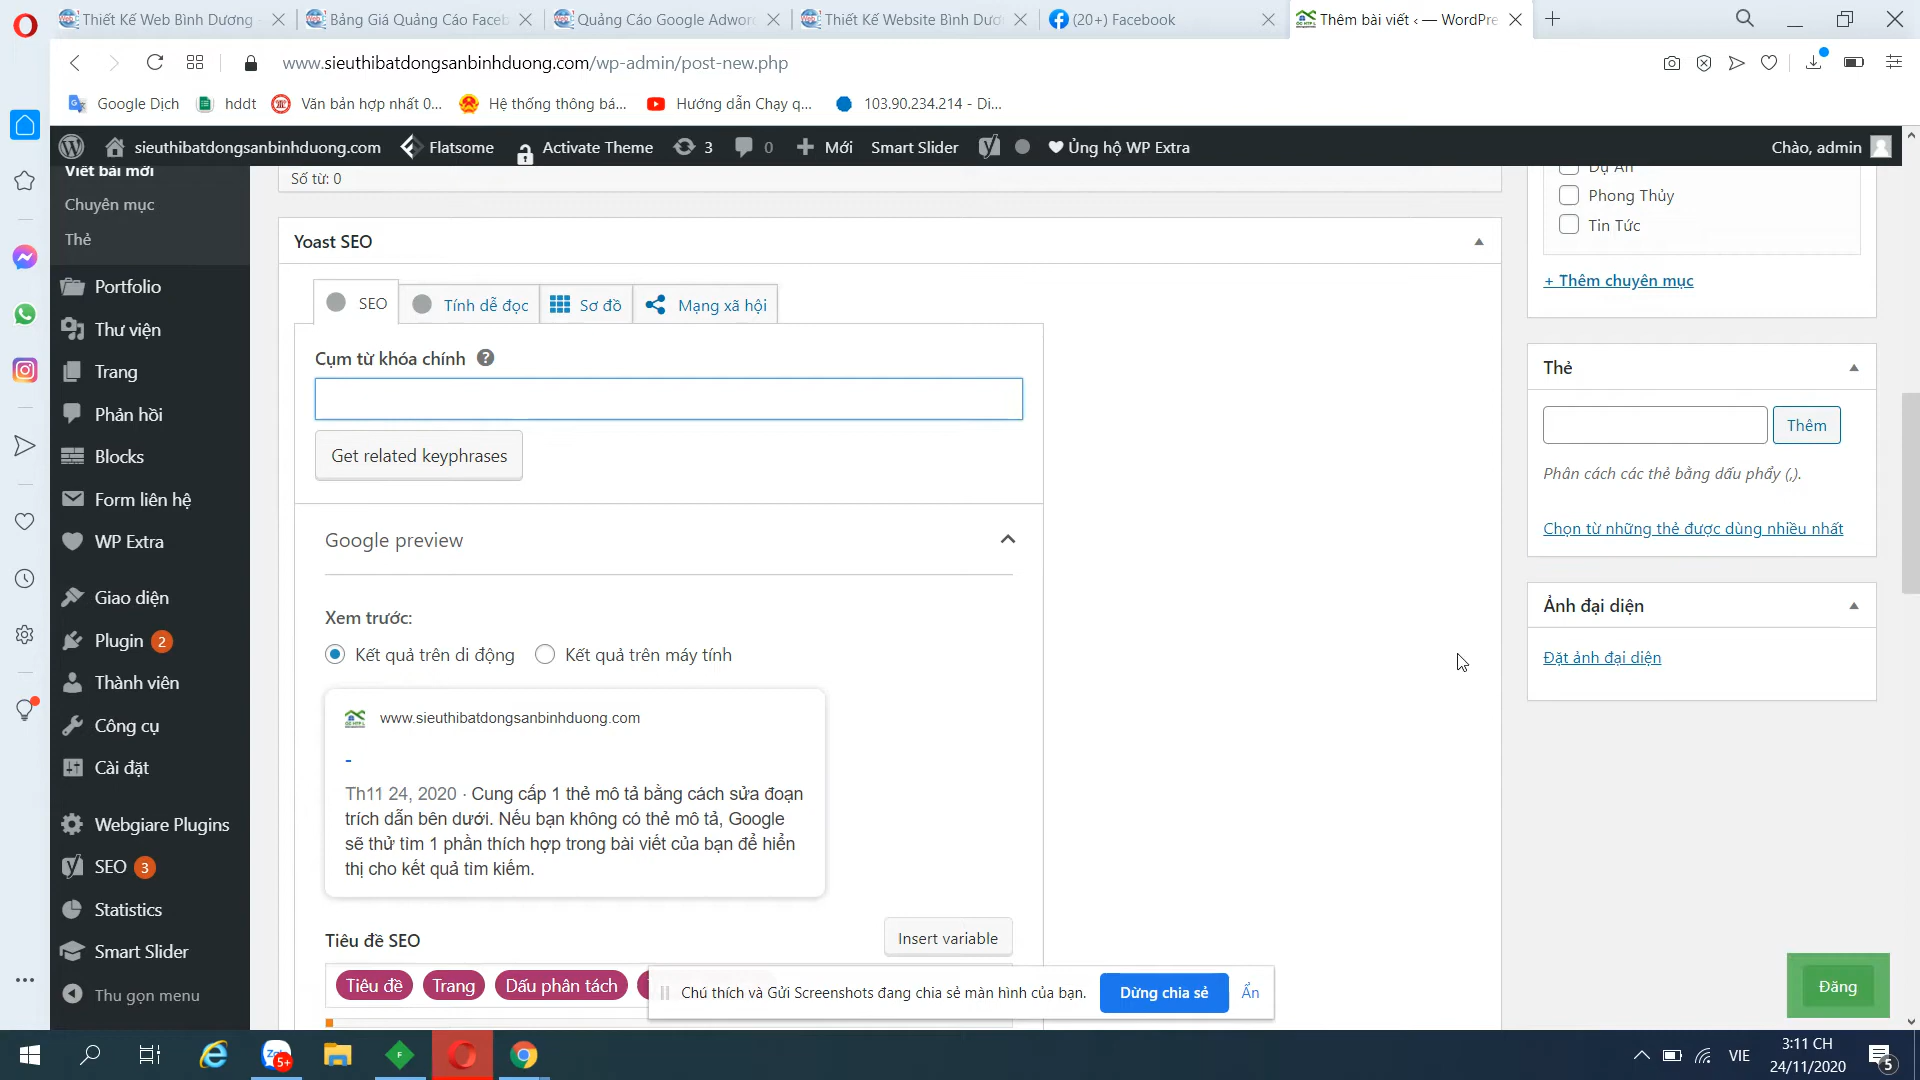 Thiết Kế Web Bình Dương -
Bảng Giá Quảng Cáo Faceb
Quảng Cáo Google Adword
Thiết Kế Website Bình Dươ
(20+) Facebook
Thêm bài viết ‹ — WordPre
www.sieuthibatdongsanbinhduong.com/wp-admin/post-new.php
Google Dịch
hddt
Văn bản hợp nhất 0...
Hệ thống thông bá...
Hướng dẫn Chạy q...
103.90.234.214 - Di...
sieuthibatdongsanbinhduong.com
Flatsome
Activate Theme
3
0
Mới
Smart Slider
Ủng hộ WP Extra
Chào, admin
Viết bài mới
Chuyên mục
Thẻ
Portfolio
Thư viện
Trang
Phản hồi
Blocks
Form liên hệ
WP Extra
Giao diện
Plugin 2
Thành viên
Công cụ
Cài đặt
Webgiare Plugins
SEO 3
Statistics
Smart Slider
Thu gọn menu
Số từ: 0
Yoast SEO
SEO
Tính dễ đọc
Sơ đồ
Mạng xã hội
Cụm từ khóa chính
Get related keyphrases
Google preview
Xem trước:
Kết quả trên di động
Kết quả trên máy tính
www.sieuthibatdongsanbinhduong.com
-
Th11 24, 2020 · Cung cấp 1 thẻ mô tả bằng cách sửa đoạn
trích dẫn bên dưới. Nếu bạn không có thẻ mô tả, Google
sẽ thử tìm 1 phần thích hợp trong bài viết của bạn để hiển
thị cho kết quả tìm kiếm.
Tiêu đề SEO
Insert variable
Tiêu đề
Trang
Dấu phân tách
Dự Án
Phong Thủy
Tin Tức
+ Thêm chuyên mục
Thẻ
Thêm
Phân cách các thẻ bằng dấu phẩy (,).
Chọn từ những thẻ được dùng nhiều nhất
Ảnh đại diện
Đặt ảnh đại diện
Đăng
Chú thích và Gửi Screenshots đang chia sẻ màn hình của bạn.
Dừng chia sẻ
Ẩn
5+
VIE
3:11 CH
24/11/2020
5